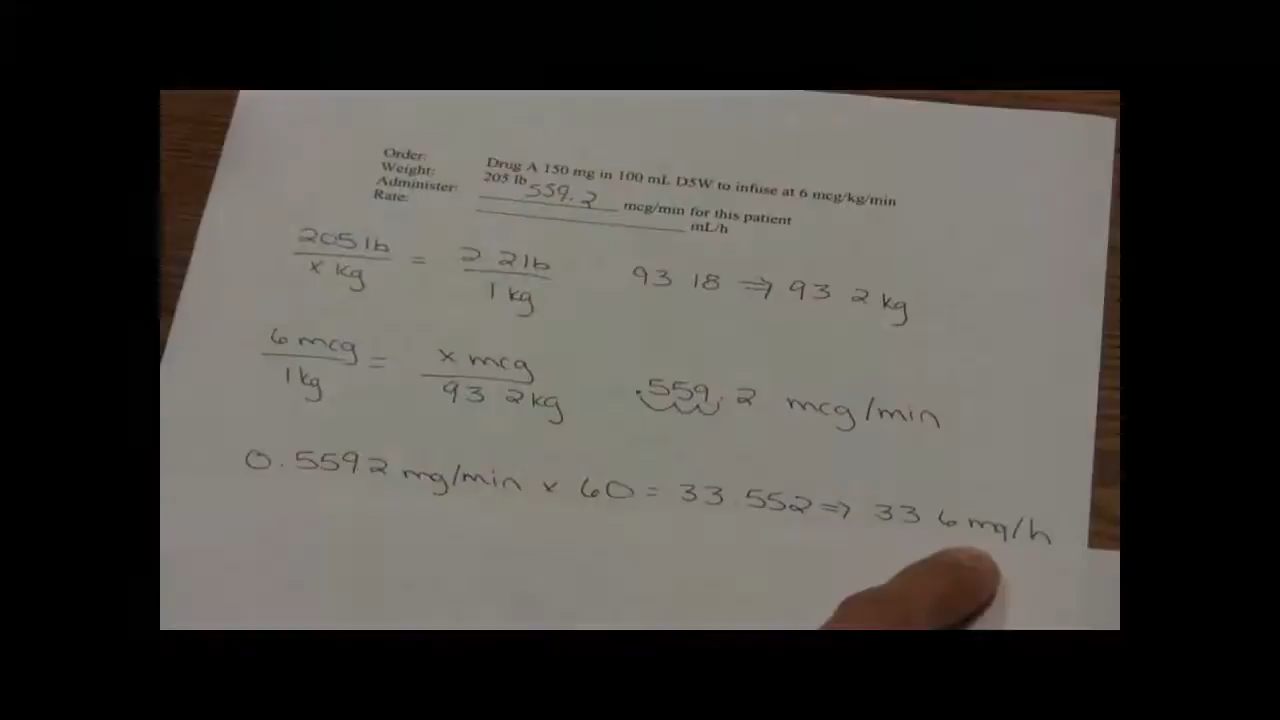 Order: Drug A 150 mg in 100 mL D5W to infuse at 6 mcg/kg/min
Weight: 205 lb
Administer: 559.2 mcg/min for this patient
Rate: mL/h
205 lb / x kg = 2 2 lb / 1 kg 93 18 ⇒ 93 2 kg
6 mcg / 1 kg = x mcg / 93 2 kg .559.2 mcg/min
0.5592 mg/min x 60 = 33.552 ⇒ 33 6 mg/h